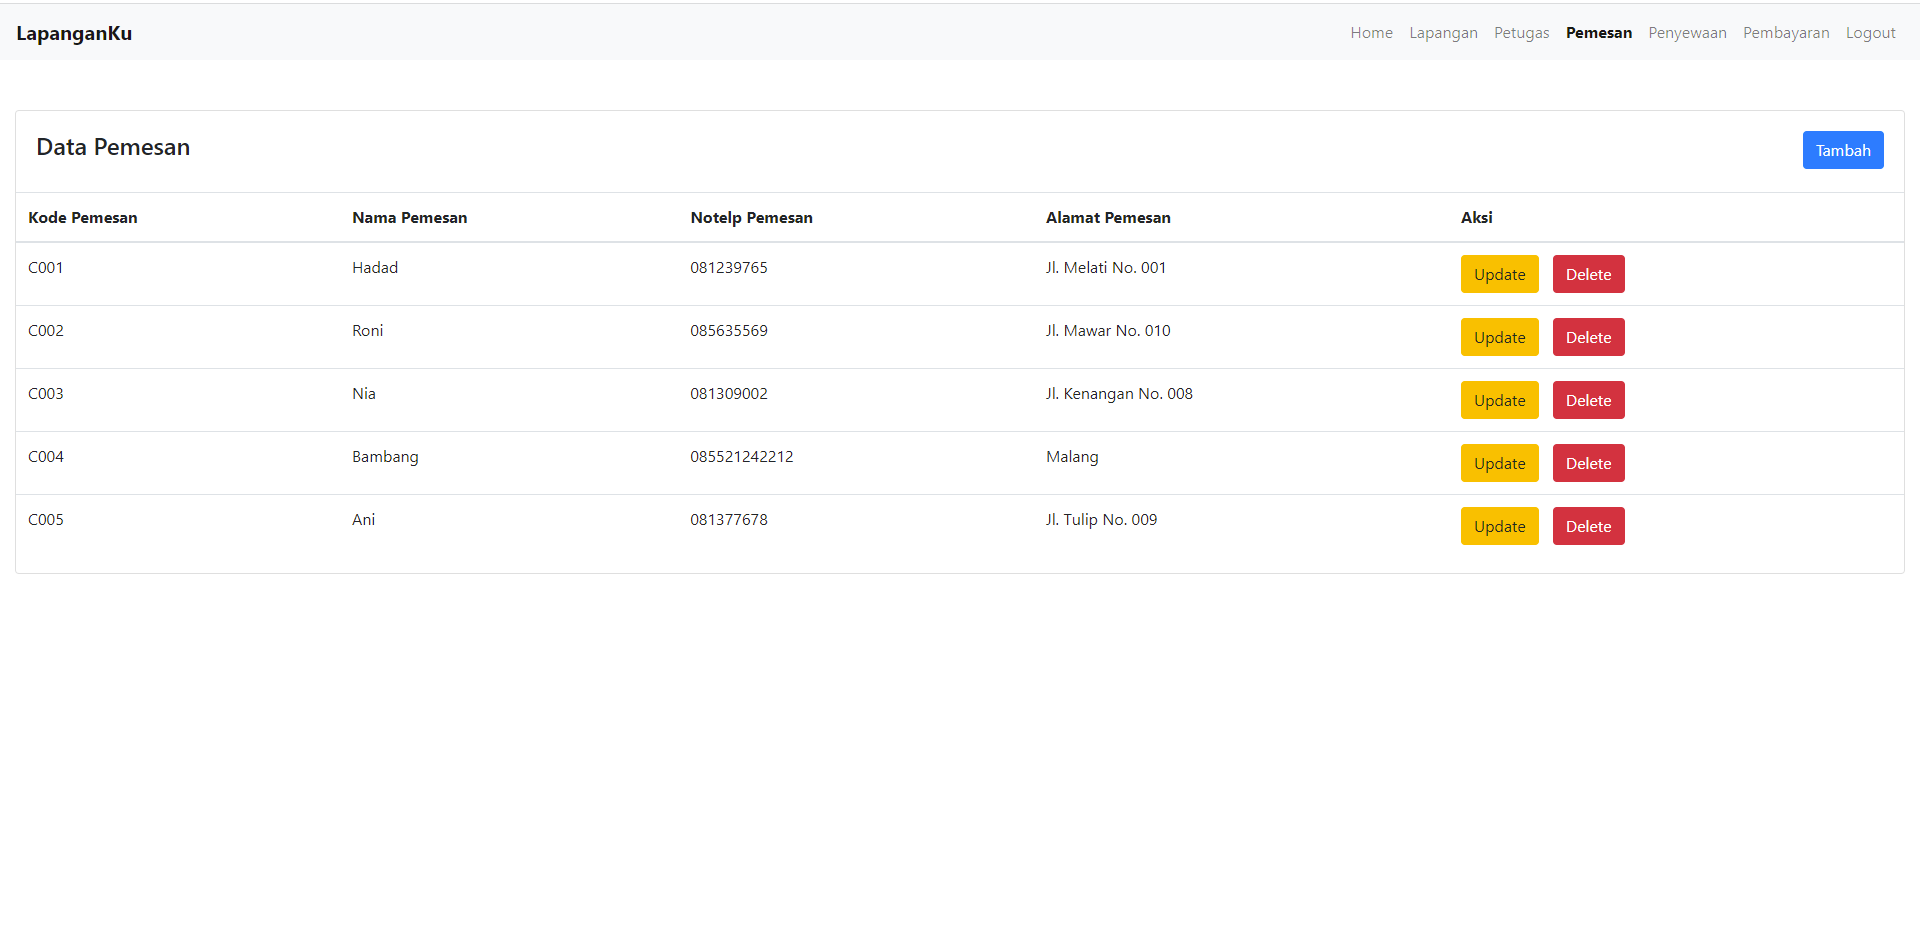 LapanganKu Home Lapangan Petugas Pemesan Penyewaan Pembayaran Logout
Data Pemesan Tambah
Kode Pemesan Nama Pemesan Notelp Pemesan Alamat Pemesan Aksi
C001 Hadad 081239765 Jl. Melati No. 001 Update Delete
C002 Roni 085635569 Jl. Mawar No. 010 Update Delete
C003 Nia 081309002 Jl. Kenangan No. 008 Update Delete
C004 Bambang 085521242212 Malang Update Delete
C005 Ani 081377678 Jl. Tulip No. 009 Update Delete